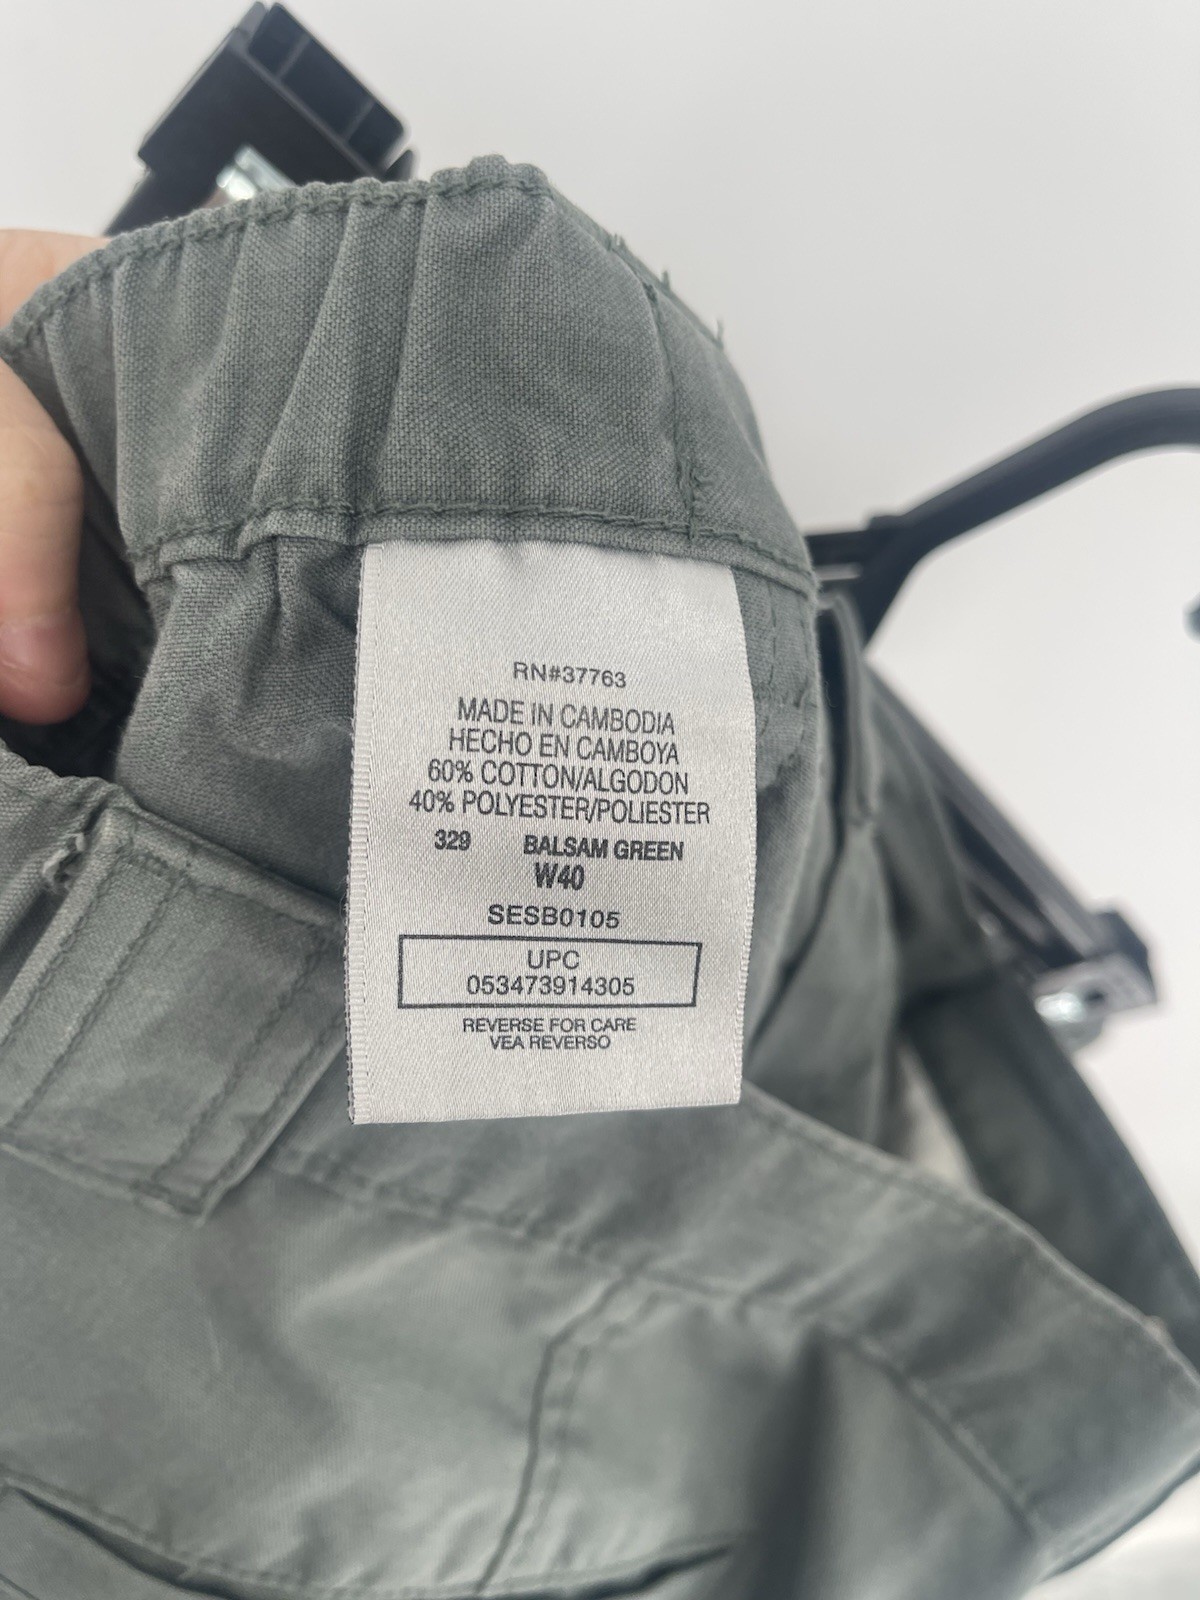 RN#37763
MADE IN CAMBODIA
HECHO EN CAMBOYA
60% COTTON/ALGODON
40% POLYESTER/POLIESTER
329 BALSAM GREEN
W40
SESB0105
UPC
053473914305
REVERSE FOR CARE
VEA REVERSO